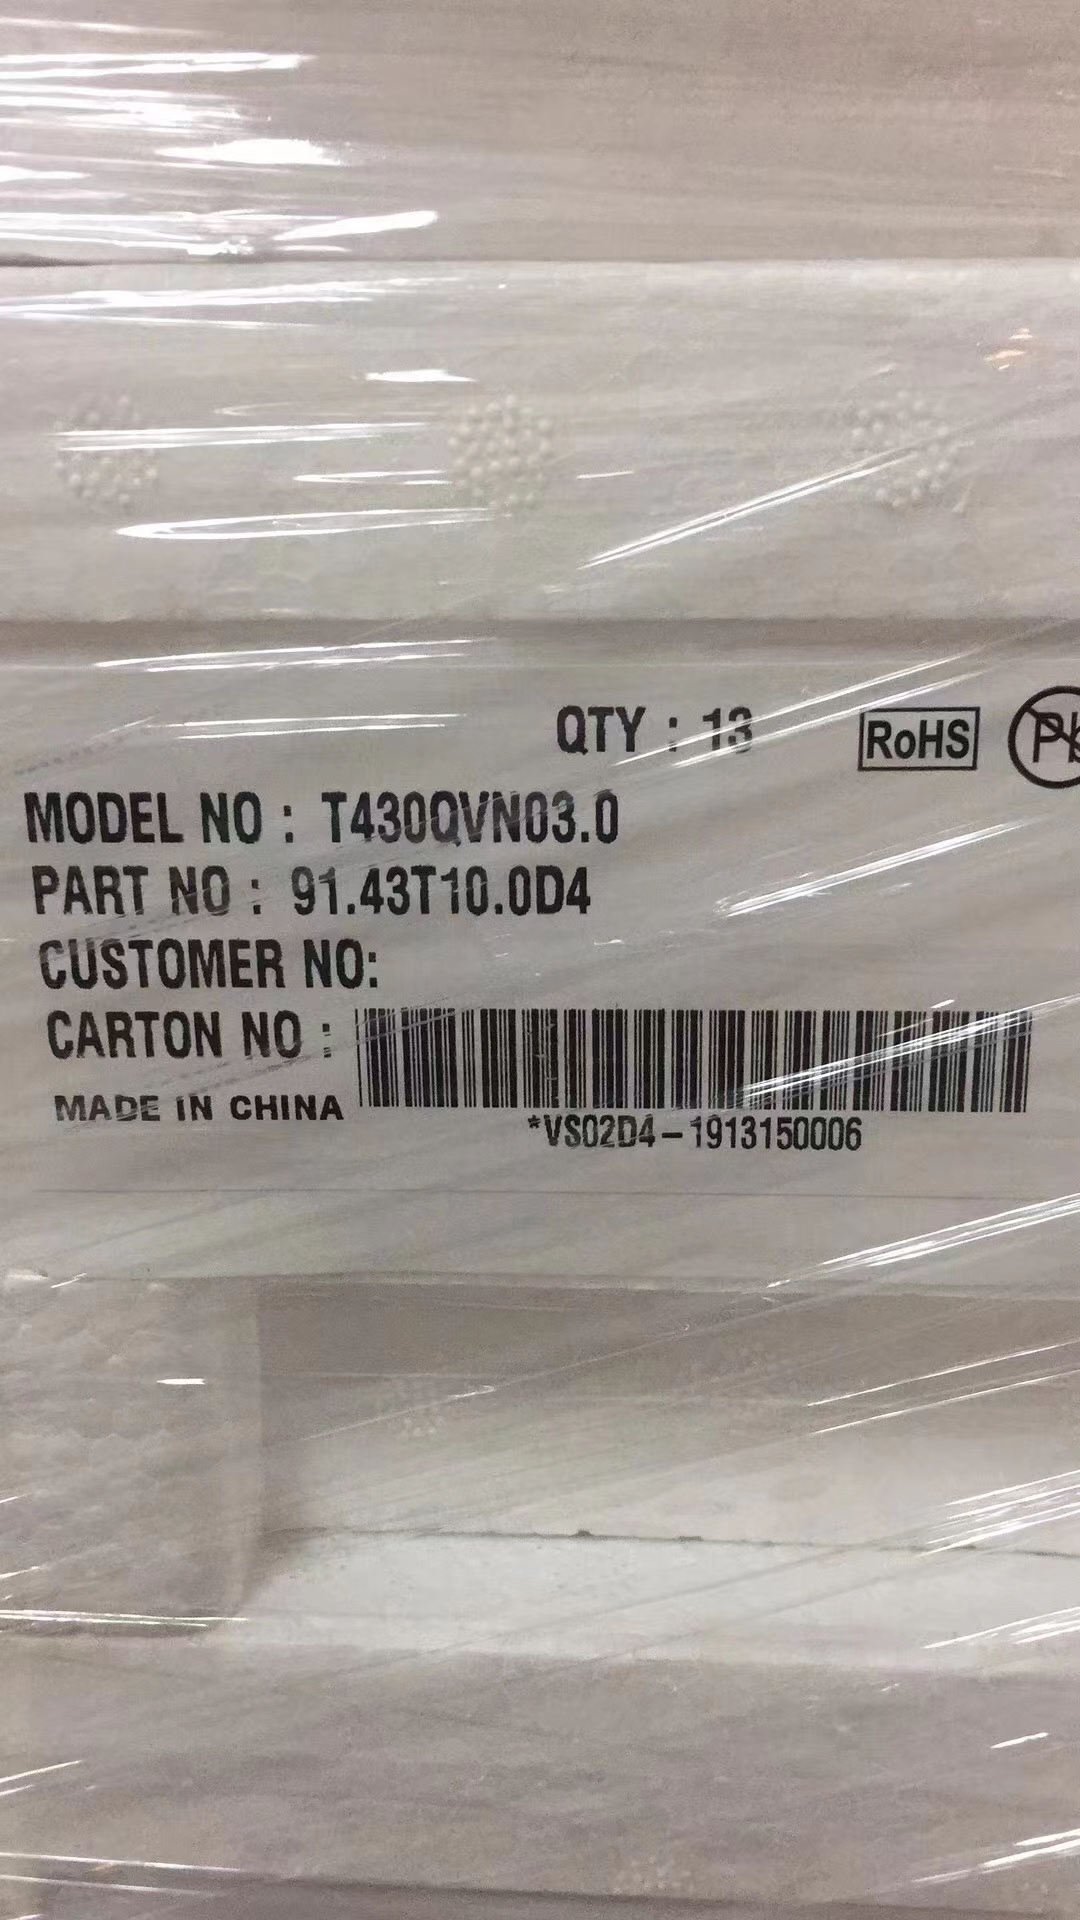 QTY : 13 RoHS Pb
MODEL NO : T430QVN03.0
PART NO : 91.43T10.0D4
CUSTOMER NO:
CARTON NO :
MADE IN CHINA
*VS02D4-1913150006